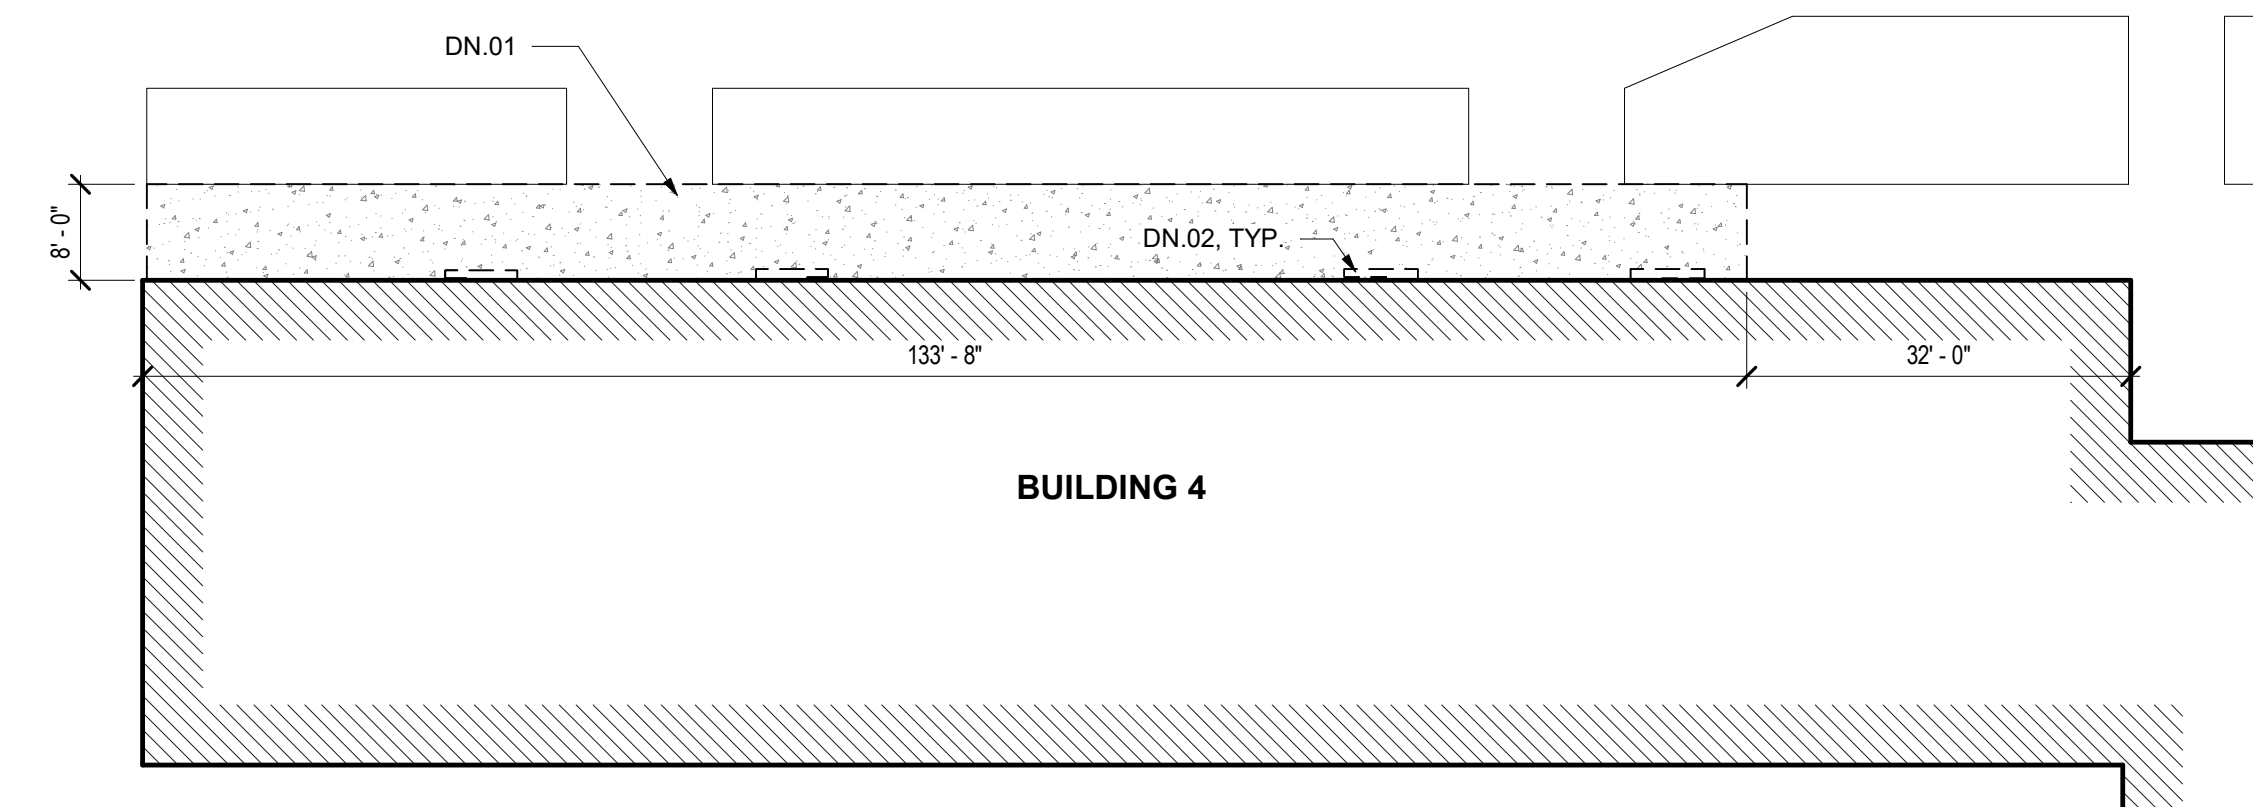 DN.01
8' - 0"
DN.02, TYP.
133' - 8"
32' - 0"
BUILDING 4